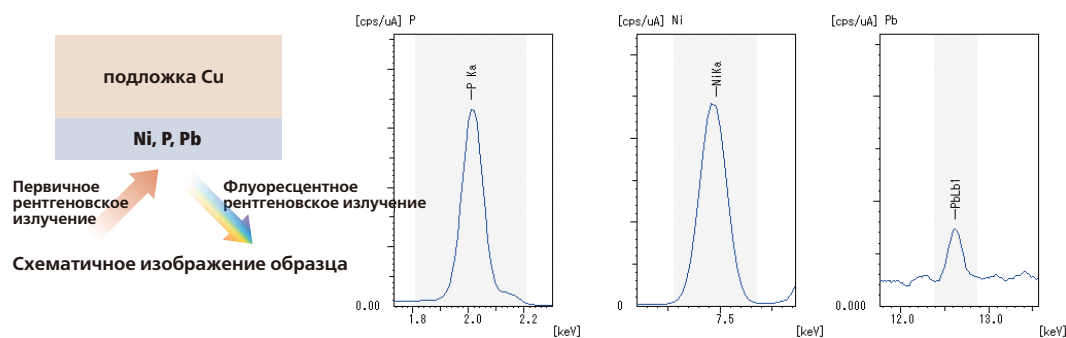 подложка Cu
Ni, P, Pb
Первичное
рентгеновское
излучение
Флуоресцентное
рентгеновское излучение
Схематичное изображение образца
[cps/uA] P
P Ka
0.00
1.8 2.0 2.2
[keV]
[cps/uA] Ni
NiKa
0
7.5
[keV]
[cps/uA] Pb
PbLb1
0.000
12.0 13.0
[keV]